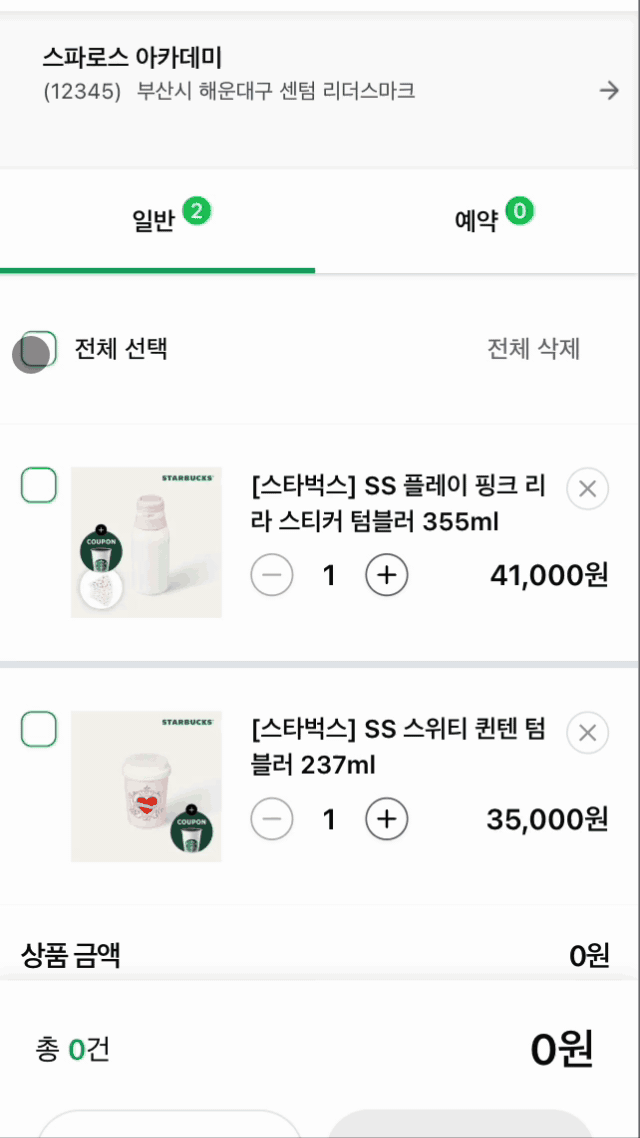 스파로스 아카데미
(12345) 부산시 해운대구 센텀 리더스마크
일반 2
예약 0
전체 선택
전체 삭제
STARBUCKS
COUPON
[스타벅스] SS 플레이 핑크 리
라 스티커 텀블러 355ml
1
41,000원
STARBUCKS
COUPON
[스타벅스] SS 스위티 퀸텐 텀
블러 237ml
1
35,000원
상품 금액
0원
총 0건
0원